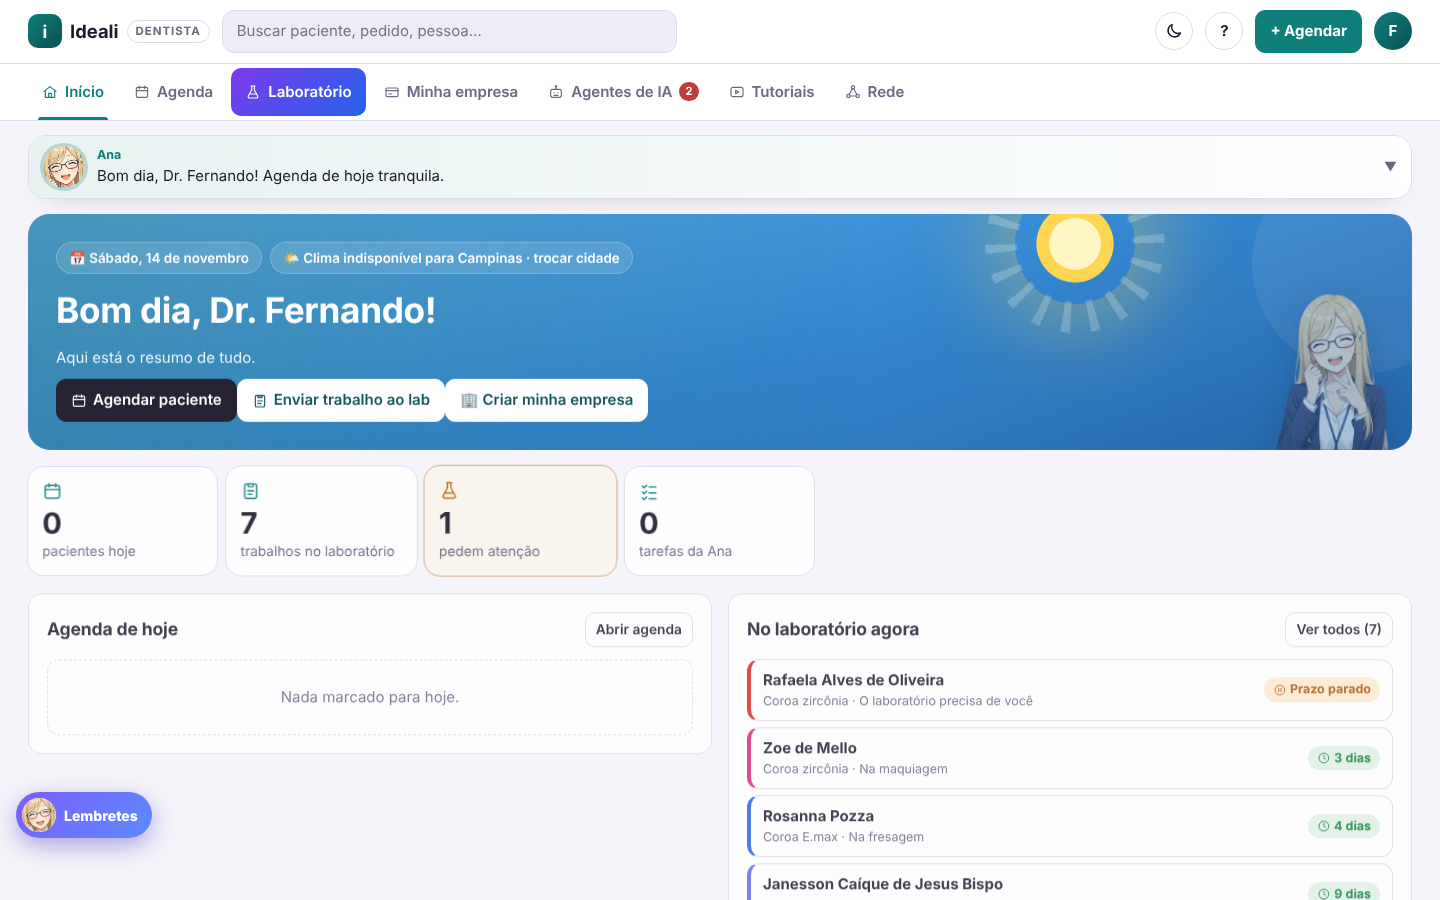 i Ideali DENTISTA
Buscar paciente, pedido, pessoa...
?
+ Agendar
F
Início
Agenda
Laboratório
Minha empresa
Agentes de IA 2
Tutoriais
Rede
Ana
Bom dia, Dr. Fernando! Agenda de hoje tranquila.
▼
📅 Sábado, 14 de novembro
🌤️ Clima indisponível para Campinas · trocar cidade
Bom dia, Dr. Fernando!
Aqui está o resumo de tudo.
Agendar paciente
Enviar trabalho ao lab
🏢 Criar minha empresa
0
pacientes hoje
7
trabalhos no laboratório
1
pedem atenção
0
tarefas da Ana
Agenda de hoje
Abrir agenda
Nada marcado para hoje.
No laboratório agora
Ver todos (7)
Rafaela Alves de Oliveira
Coroa zircônia · O laboratório precisa de você
Prazo parado
Zoe de Mello
Coroa zircônia · Na maquiagem
3 dias
Rosanna Pozza
Coroa E.max · Na fresagem
4 dias
Janesson Caíque de Jesus Bispo
9 dias
Lembretes